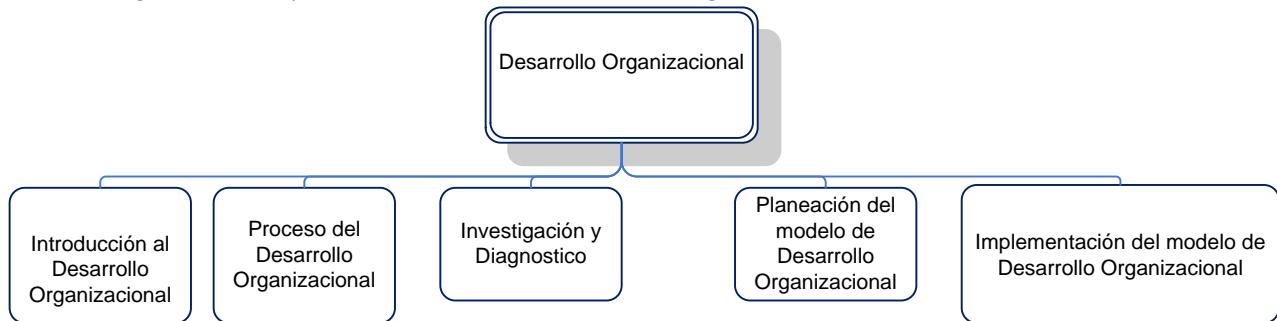 Desarrollo Organizacional
Introducción al
Desarrollo
Organizacional
Proceso del
Desarrollo
Organizacional
Investigación y
Diagnostico
Planeación del
modelo de
Desarrollo
Organizacional
Implementación del modelo de
Desarrollo Organizacional